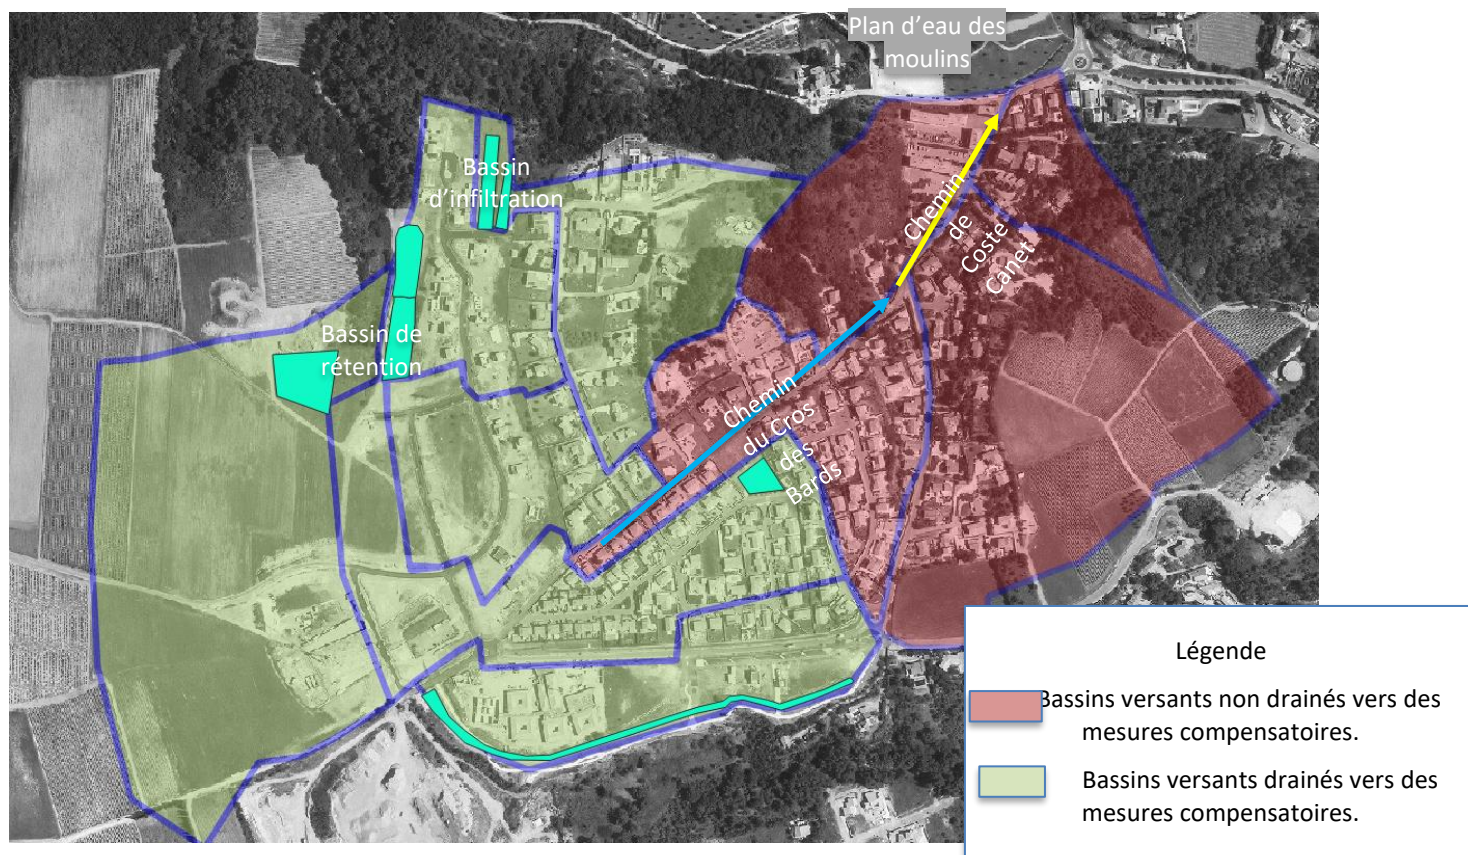 Plan d’eau des
moulins
Bassin
d’infiltration
Bassin de
rétention
Chemin
de
Coste
Canet
Chemin
du Cros
des
Bards
Légende
Bassins versants non drainés vers des
mesures compensatoires.
Bassins versants drainés vers des
mesures compensatoires.